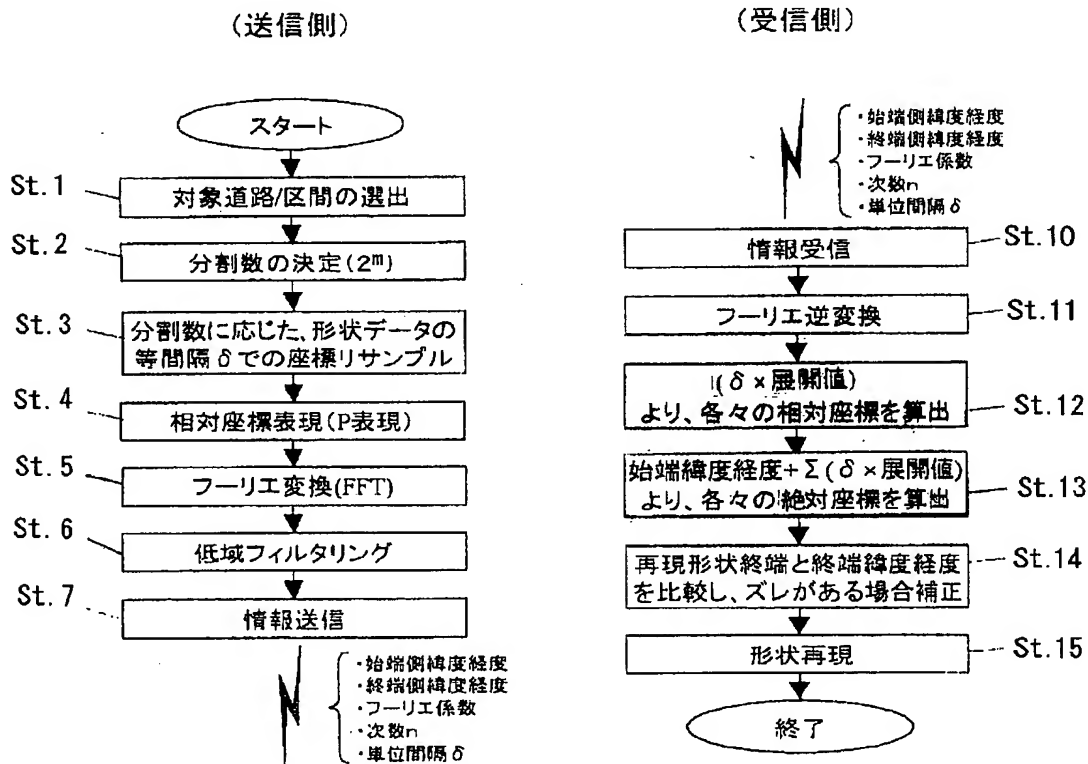 (送信側)
スタート
St.1
対象道路/区間の選出
St.2
分割数の決定(2ᵐ)
St.3
分割数に応じた、形状データの
等間隔δでの座標リサンプル
St.4
相対座標表現(P表現)
St.5
フーリエ変換(FFT)
St.6
低域フィルタリング
St.7
情報送信
・始端側緯度経度
・終端側緯度経度
・フーリエ係数
・次数n
・単位間隔δ
(受信側)
・始端側緯度経度
・終端側緯度経度
・フーリエ係数
・次数n
・単位間隔δ
情報受信
St.10
フーリエ逆変換
St.11
(δ×展開値)
より、各々の相対座標を算出
St.12
始端緯度経度+Σ(δ×展開値)
より、各々の絶対座標を算出
St.13
再現形状終端と終端緯度経度
を比較し、ズレがある場合補正
St.14
形状再現
St.15
終了